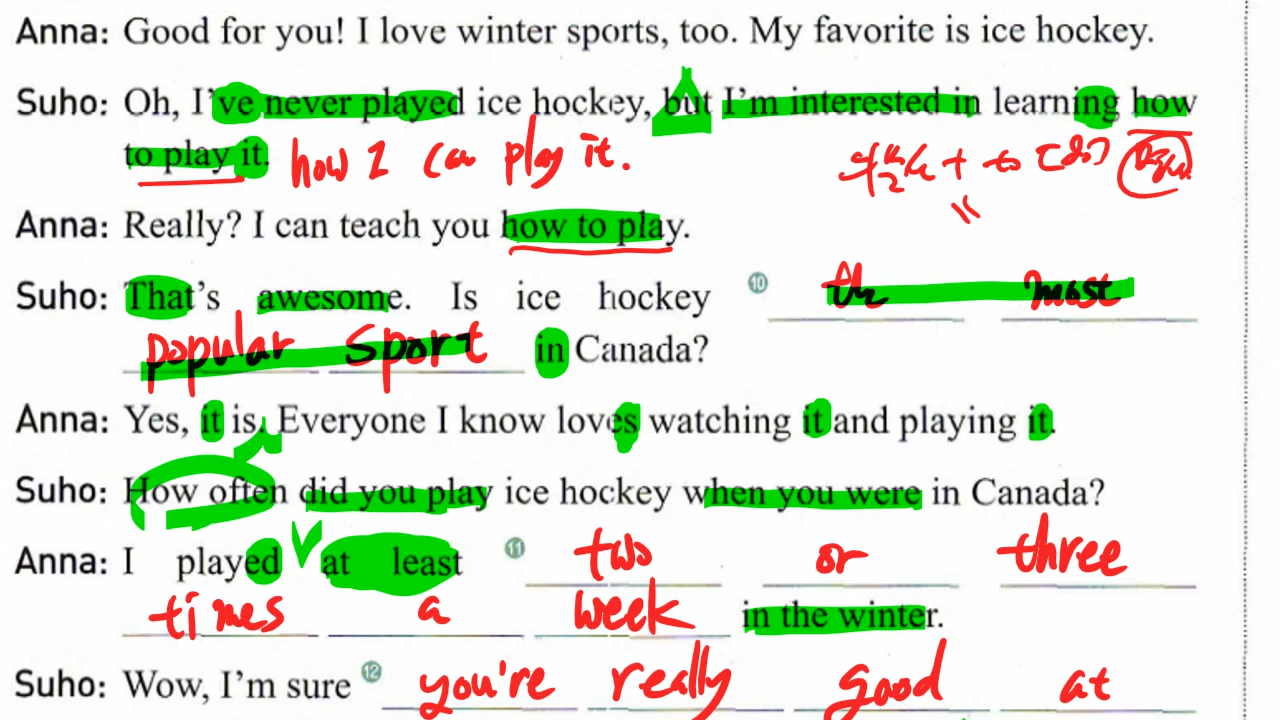 Anna: Good for you! I love winter sports, too. My favorite is ice hockey.
Suho: Oh, I've never played ice hockey, but I'm interested in learning how
to play it. how I can play it.
Anna: Really? I can teach you how to play.
Suho: That's awesome. Is ice hockey ⑩ the most
popular sport in Canada?
Anna: Yes, it is. Everyone I know loves watching it and playing it.
Suho: How often did you play ice hockey when you were in Canada?
Anna: I played at least ⑪ two or three
times a week in the winter.
Suho: Wow, I'm sure ⑫ you're really good at